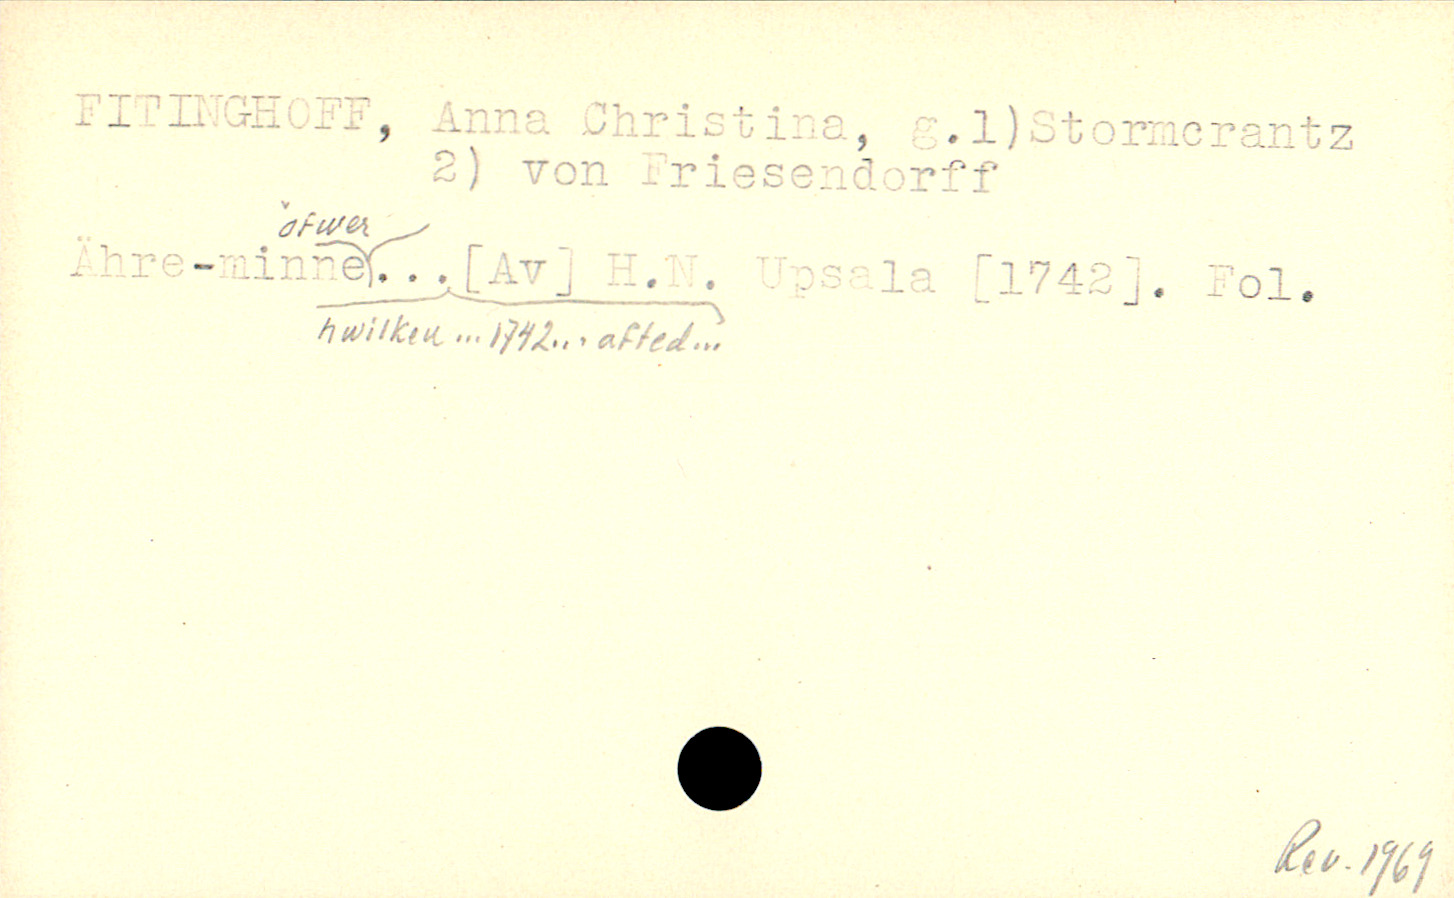 FITINGHOFF, Anna Christina, g.1)Stormcrantz
2) von Friesendorff
öfwer
Ähre-minne...[Av] H.N. Upsala [1742]. Fol.
hwilken ... 1742... afled...
Rev. 1969